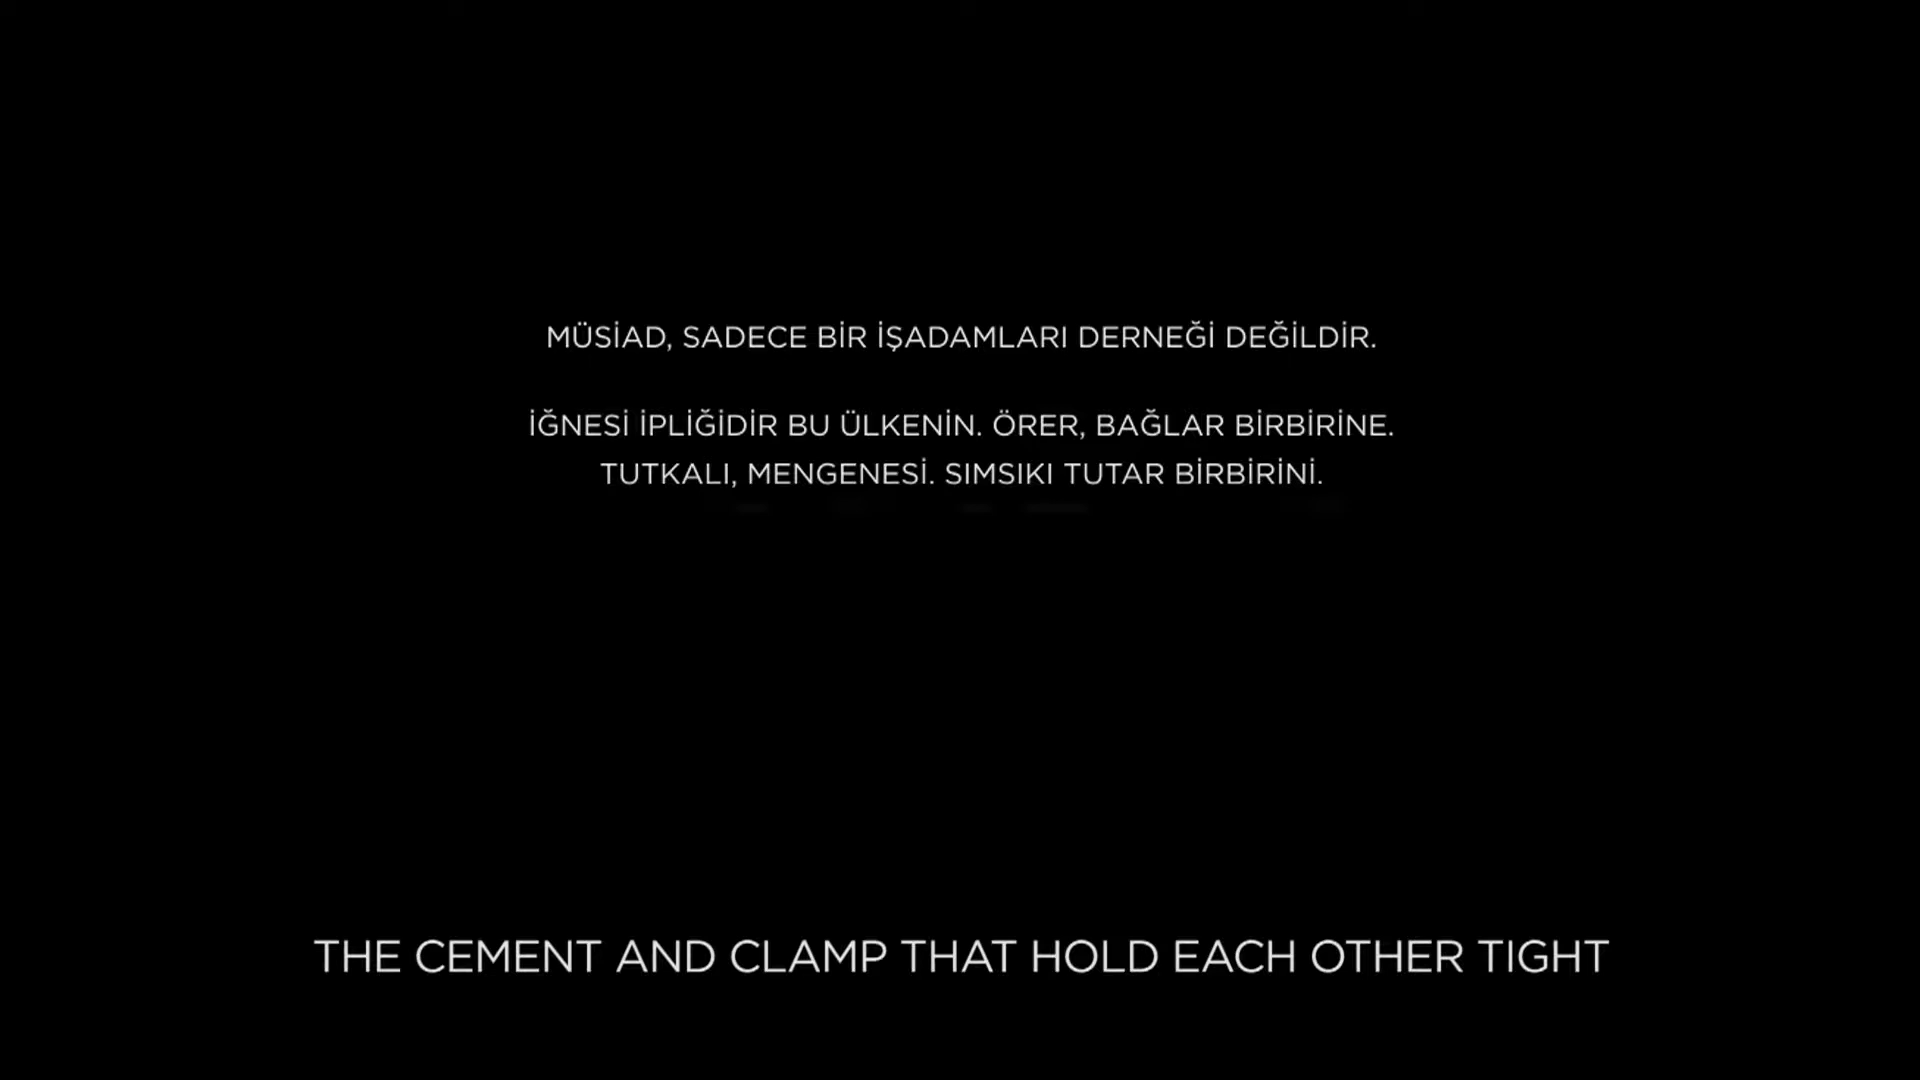 MÜSİAD, SADECE BİR İŞADAMLARI DERNEĞİ DEĞİLDİR.
İĞNESİ İPLİĞİDİR BU ÜLKENİN. ÖRER, BAĞLAR BİRBİRİNE.
TUTKALI, MENGENESİ. SIMSIKI TUTAR BİRBİRİNİ.
THE CEMENT AND CLAMP THAT HOLD EACH OTHER TIGHT